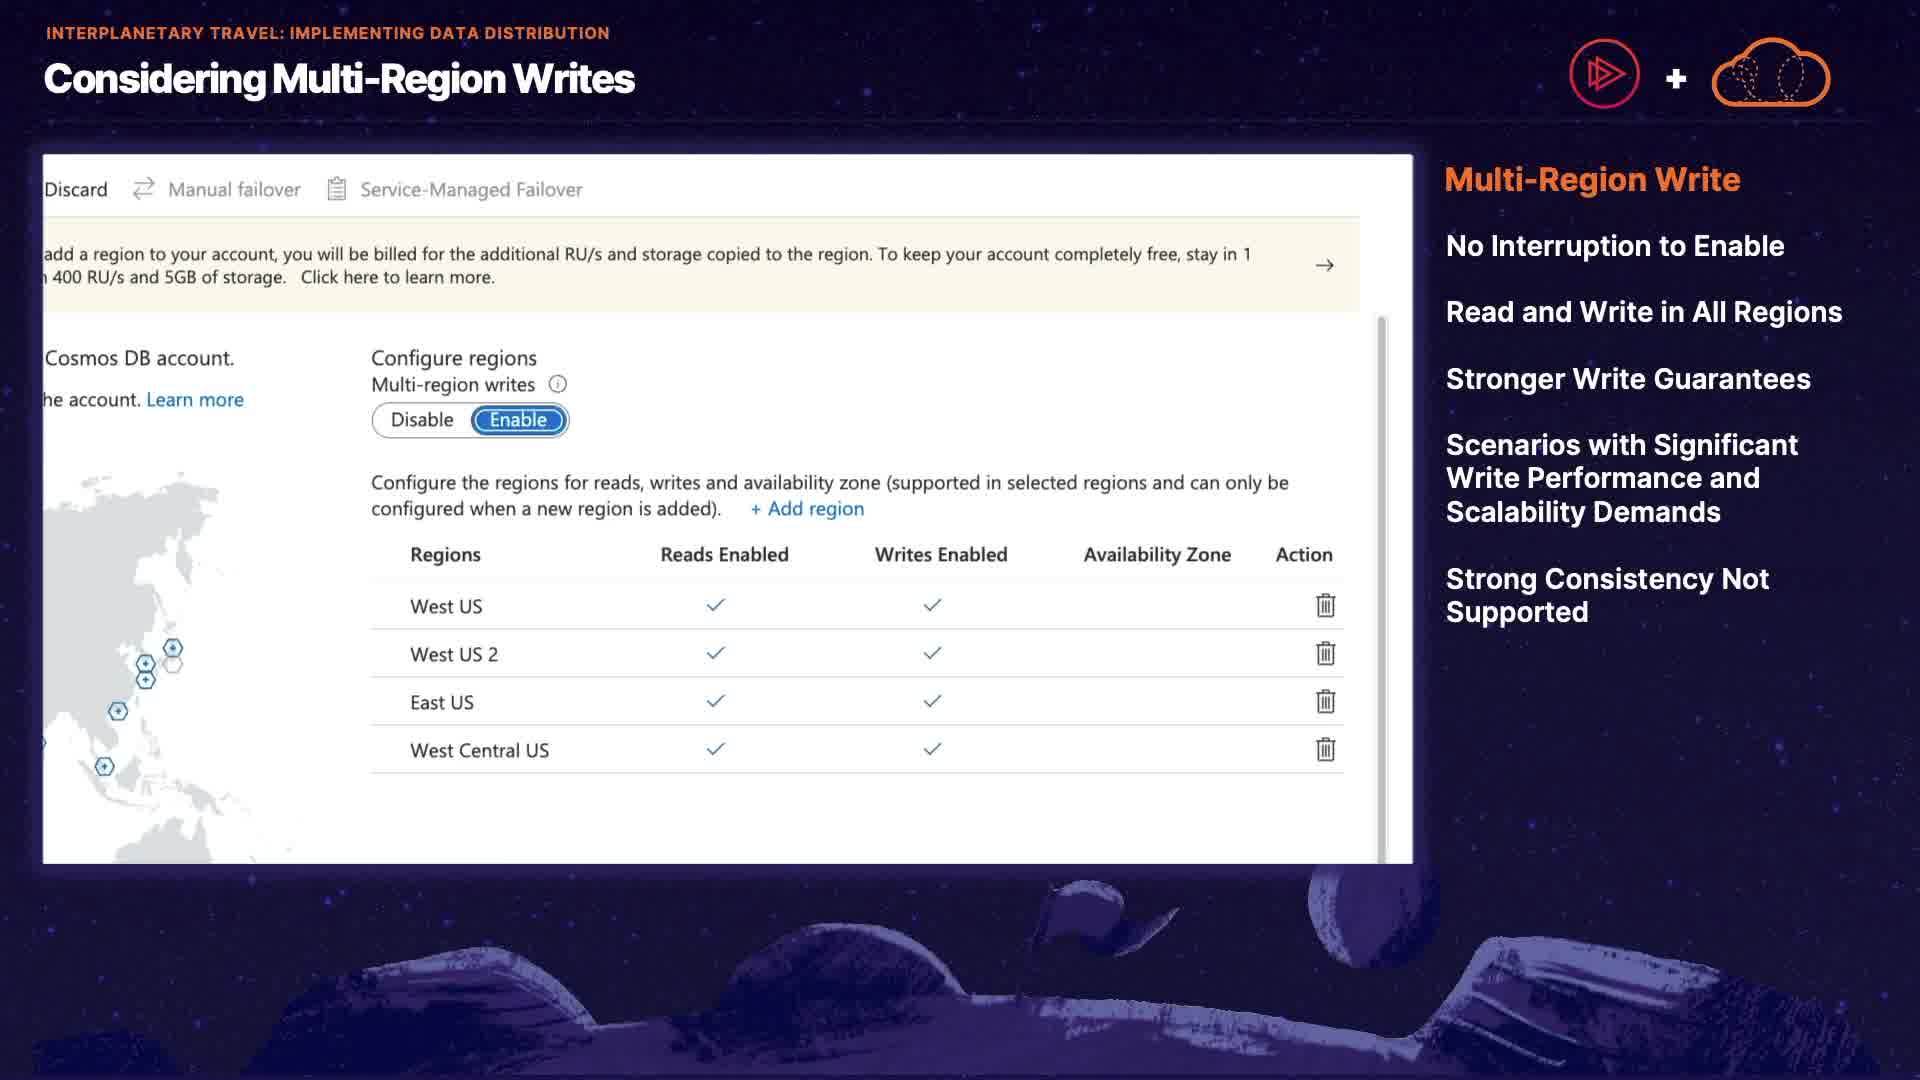 INTERPLANETARY TRAVEL: IMPLEMENTING DATA DISTRIBUTION
Considering Multi-Region Writes
+
Discard Manual failover Service-Managed Failover
add a region to your account, you will be billed for the additional RU/s and storage copied to the region. To keep your account completely free, stay in 1
400 RU/s and 5GB of storage. Click here to learn more.
Cosmos DB account.
he account. Learn more
Configure regions
Multi-region writes
Disable Enable
Configure the regions for reads, writes and availability zone (supported in selected regions and can only be
configured when a new region is added). + Add region
Regions Reads Enabled Writes Enabled Availability Zone Action
West US
West US 2
East US
West Central US
Multi-Region Write
No Interruption to Enable
Read and Write in All Regions
Stronger Write Guarantees
Scenarios with Significant
Write Performance and
Scalability Demands
Strong Consistency Not
Supported